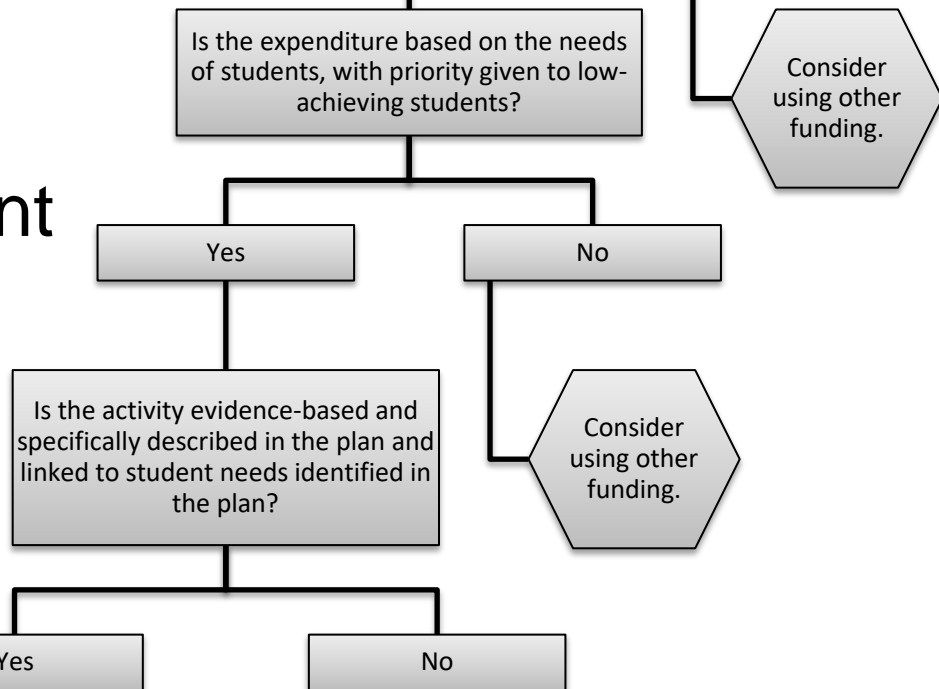 Is the expenditure based on the needs
of students, with priority given to low-
achieving students?
Consider
using other
funding.
nt
Yes
No
Is the activity evidence-based and
specifically described in the plan and
linked to student needs identified in
the plan?
Consider
using other
funding.
Yes
No